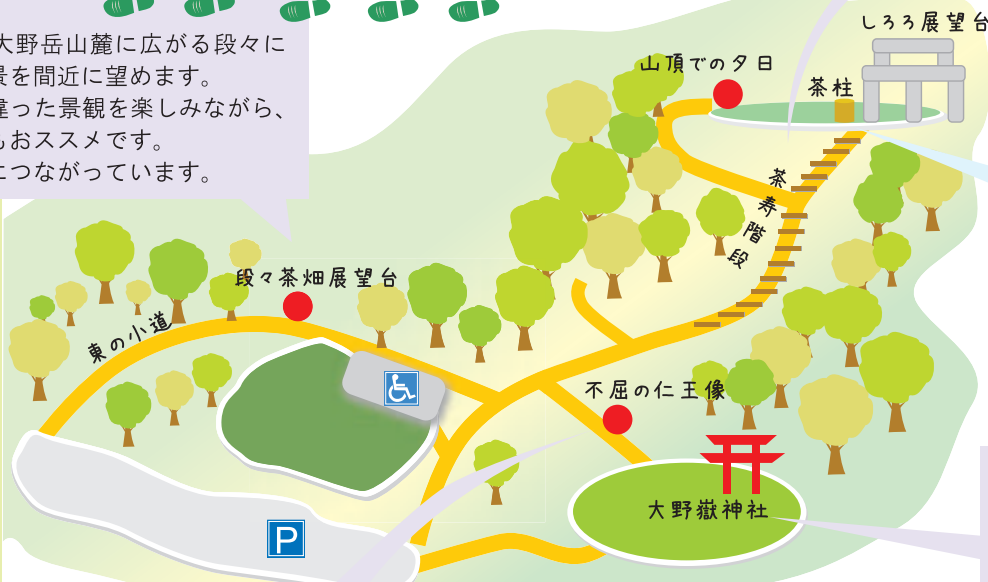 大野岳山麓に広がる段々に
景を間近に望めます。
違った景観を楽しみながら、
もおススメです。
につながっています。
しろろ展望台
山頂での夕日
茶柱
茶寿階段
段々茶畑展望台
東の小道
不屈の仁王像
大野嶽神社
P